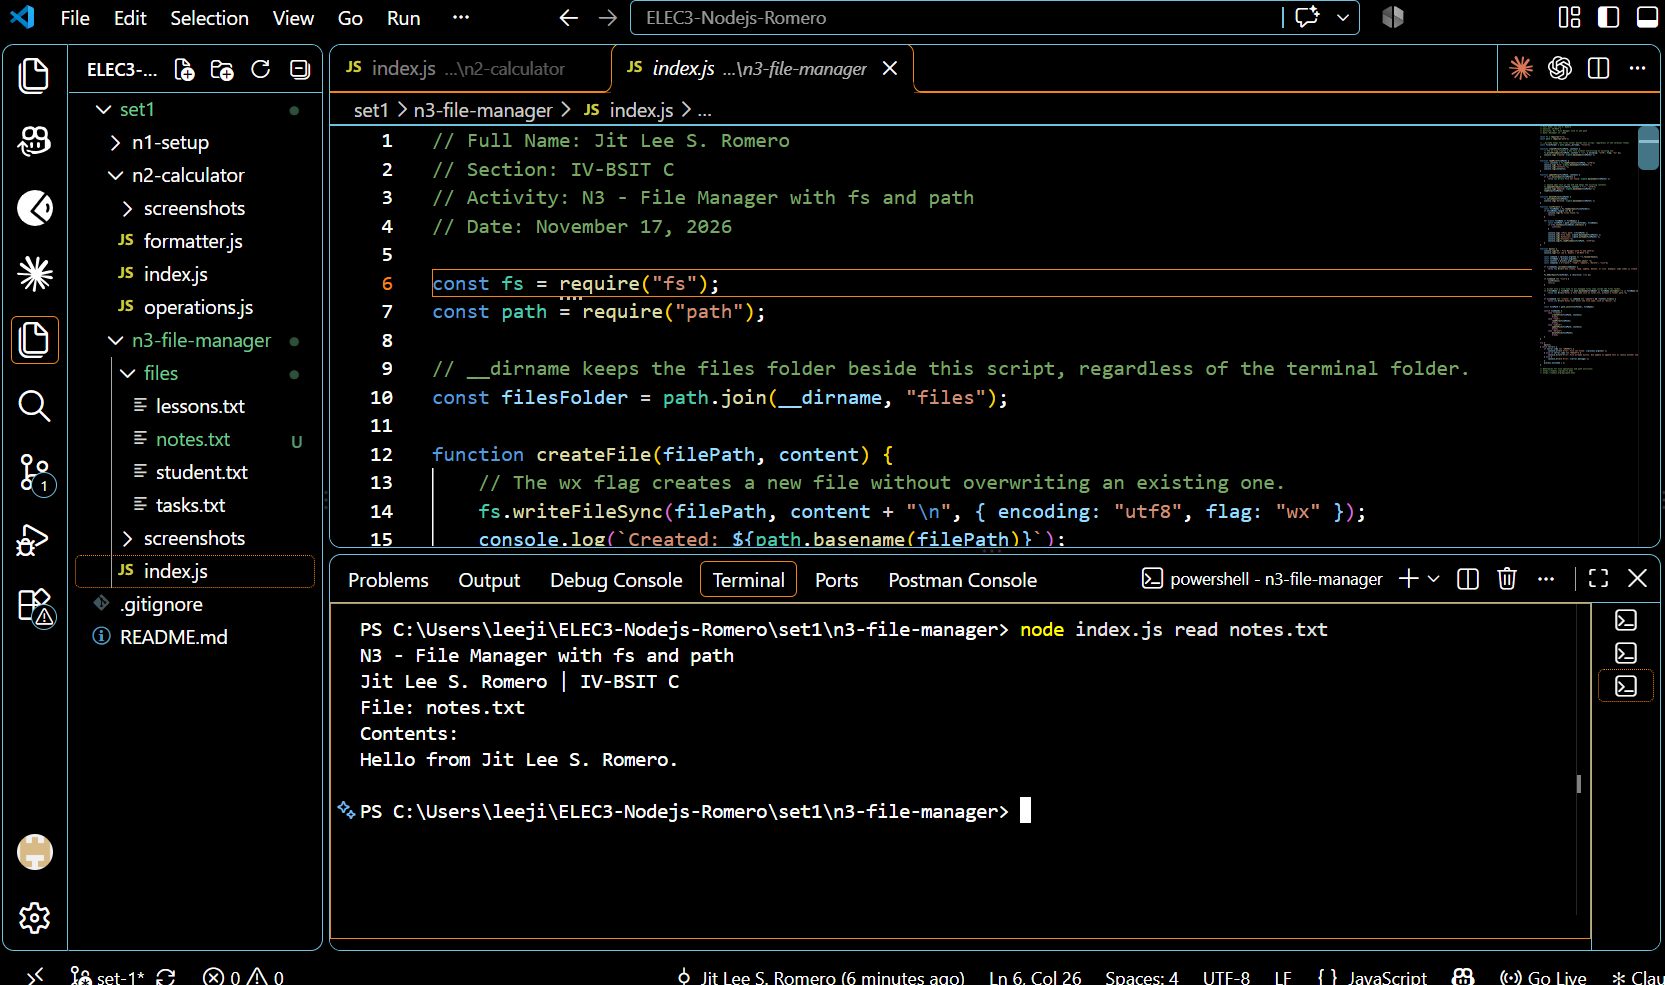 File Edit Selection View Go Run ··· ELEC3-Nodejs-Romero
ELEC3-...
set1
n1-setup
n2-calculator
screenshots
JS formatter.js
JS index.js
JS operations.js
n3-file-manager
files
lessons.txt
notes.txt U
student.txt
tasks.txt
screenshots
JS index.js
.gitignore
README.md
1
JS index.js ...\n2-calculator JS index.js ...\n3-file-manager
set1 > n3-file-manager > JS index.js > ...
1 // Full Name: Jit Lee S. Romero
2 // Section: IV-BSIT C
3 // Activity: N3 - File Manager with fs and path
4 // Date: November 17, 2026
5
6 const fs = require("fs");
7 const path = require("path");
8
9 // __dirname keeps the files folder beside this script, regardless of the terminal folder.
10 const filesFolder = path.join(__dirname, "files");
11
12 function createFile(filePath, content) {
13 // The wx flag creates a new file without overwriting an existing one.
14 fs.writeFileSync(filePath, content + "\n", { encoding: "utf8", flag: "wx" });
15 console.log(`Created: ${path.basename(filePath)}`);
Problems Output Debug Console Terminal Ports Postman Console powershell - n3-file-manager
PS C:\Users\leeji\ELEC3-Nodejs-Romero\set1\n3-file-manager> node index.js read notes.txt
N3 - File Manager with fs and path
Jit Lee S. Romero | IV-BSIT C
File: notes.txt
Contents:
Hello from Jit Lee S. Romero.
PS C:\Users\leeji\ELEC3-Nodejs-Romero\set1\n3-file-manager>
set-1* 0 0 Jit Lee S. Romero (6 minutes ago) Ln 6, Col 26 Spaces: 4 UTF-8 LF {} JavaScript Go Live Clau